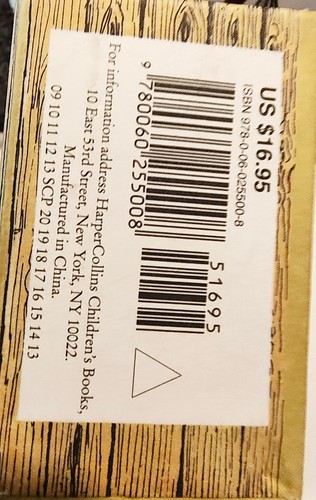 US $16.95
ISBN 978-0-06-025500-8
9 780060 255008
51695
For information address HarperCollins Children's Books,
10 East 53rd Street, New York, NY 10022.
Manufactured in China.
09 10 11 12 13 SCP 20 19 18 17 16 15 14 13